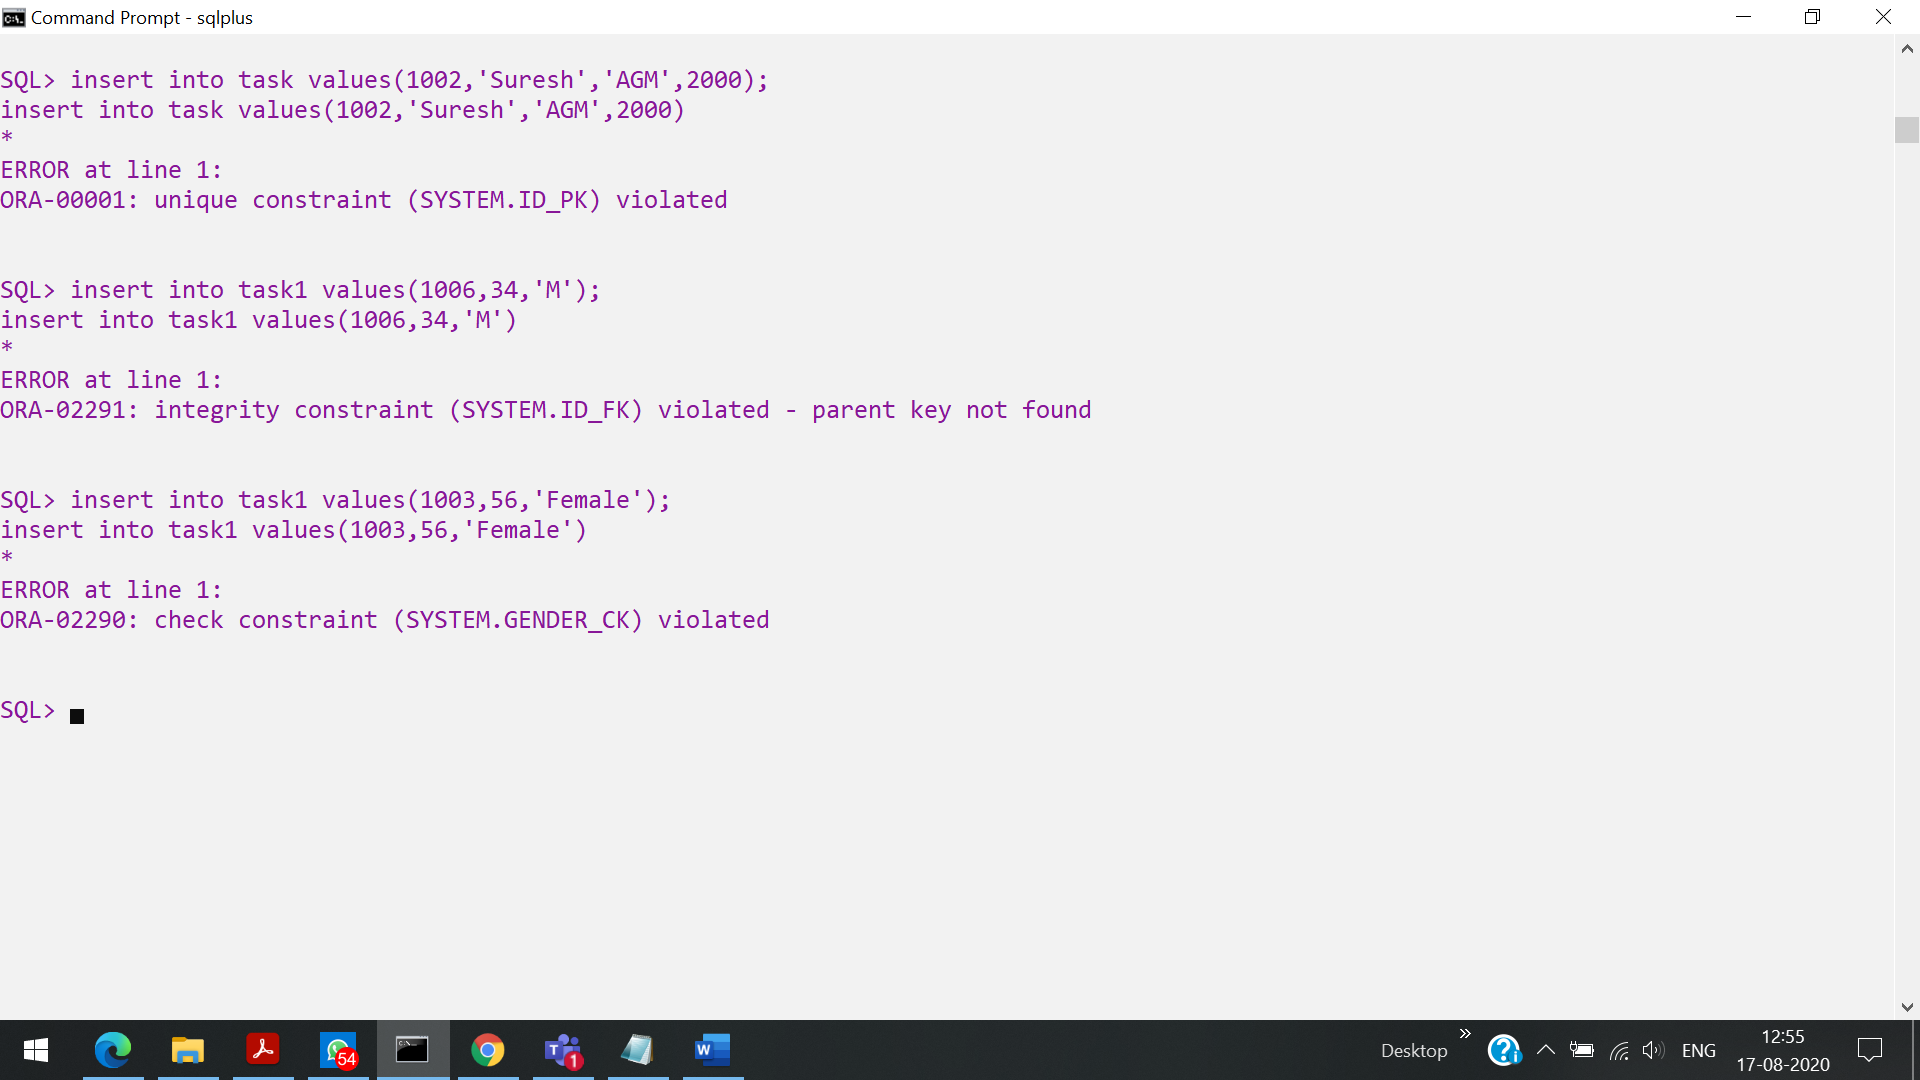 Command Prompt - sqlplus
SQL> insert into task values(1002,'Suresh','AGM',2000);
insert into task values(1002,'Suresh','AGM',2000)
*
ERROR at line 1:
ORA-00001: unique constraint (SYSTEM.ID_PK) violated
SQL> insert into task1 values(1006,34,'M');
insert into task1 values(1006,34,'M')
*
ERROR at line 1:
ORA-02291: integrity constraint (SYSTEM.ID_FK) violated - parent key not found
SQL> insert into task1 values(1003,56,'Female');
insert into task1 values(1003,56,'Female')
*
ERROR at line 1:
ORA-02290: check constraint (SYSTEM.GENDER_CK) violated
SQL>
54
1
Desktop
ENG
12:55
17-08-2020